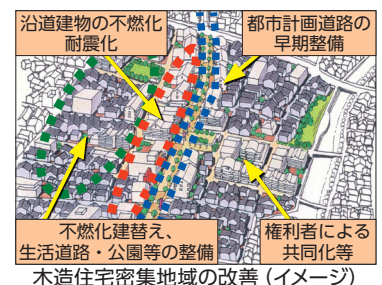 沿道建物の不燃化
耐震化
都市計画道路の
早期整備
不燃化建替え、
生活道路・公園等の整備
権利者による
共同化等
木造住宅密集地域の改善（イメージ）